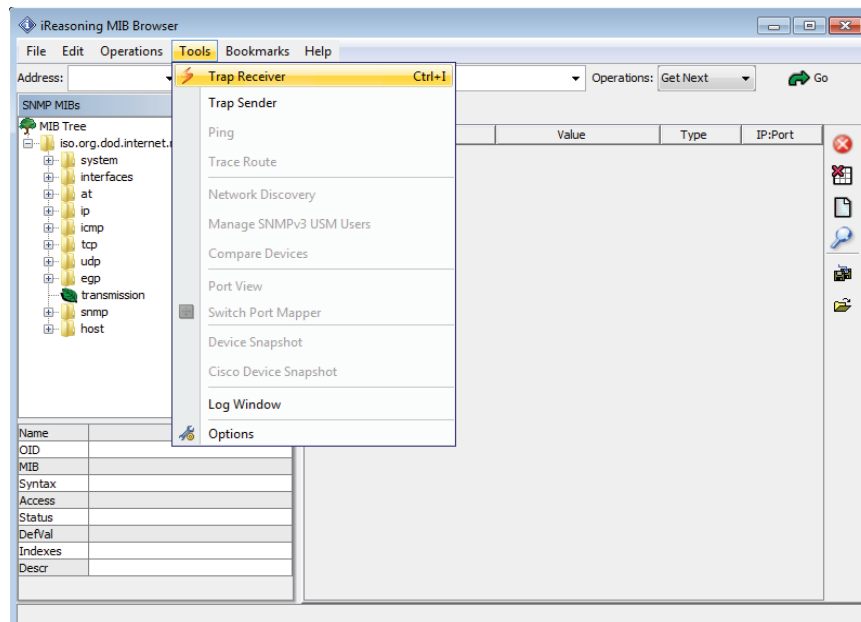 iReasoning MIB Browser
File Edit Operations Tools Bookmarks Help
Address:
Operations: Get Next
Go
Trap Receiver Ctrl+I
Trap Sender
Ping
Trace Route
Network Discovery
Manage SNMPv3 USM Users
Compare Devices
Port View
Switch Port Mapper
Device Snapshot
Cisco Device Snapshot
Log Window
Options
SNMP MIBs
MIB Tree
iso.org.dod.internet.
system
interfaces
at
ip
icmp
tcp
udp
egp
transmission
snmp
host
Value Type IP:Port
Name
OID
MIB
Syntax
Access
Status
DefVal
Indexes
Descr